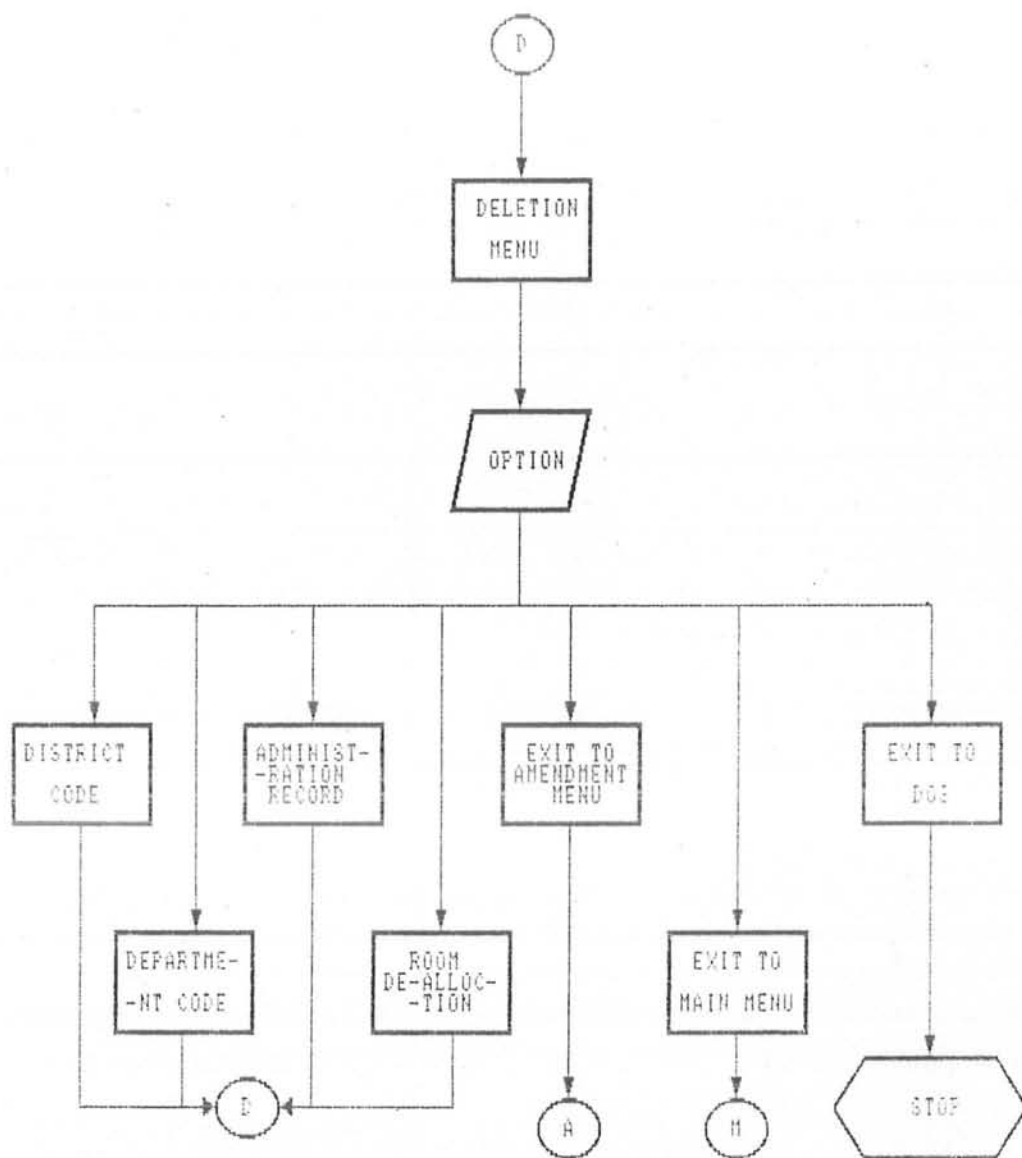 D
DELETION
MENU
OPTION
DISTRICT
CODE
ADMINIST-
-RATION
RECORD
EXIT TO
AMENDMENT
MENU
EXIT TO
DOS
DEPARTME-
-NT CODE
ROOM
DE-ALLOC-
-TION
EXIT TO
MAIN MENU
D
A
M
STOP